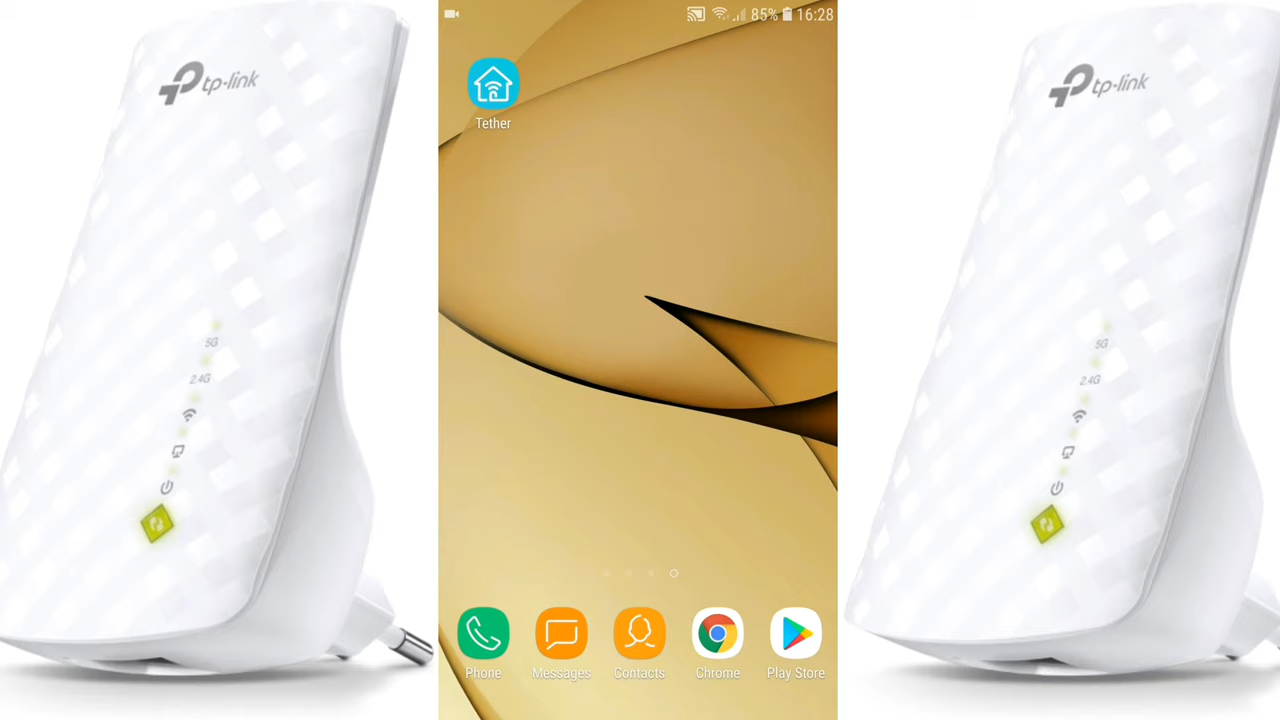 tp-link
5G
2.4G
85% 16:28
Tether
Phone Messages Contacts Chrome Play Store
tp-link
5G
2.4G